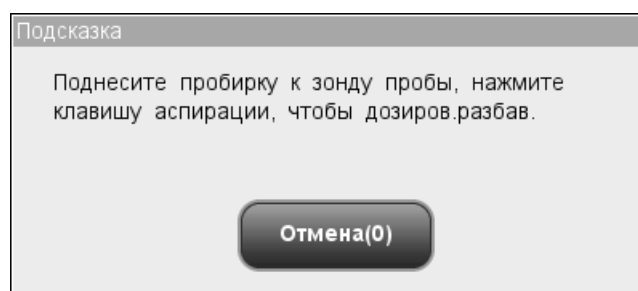 Подсказка
Поднесите пробирку к зонду пробы, нажмите
клавишу аспирации, чтобы дозиров.разбав.
Отмена(0)